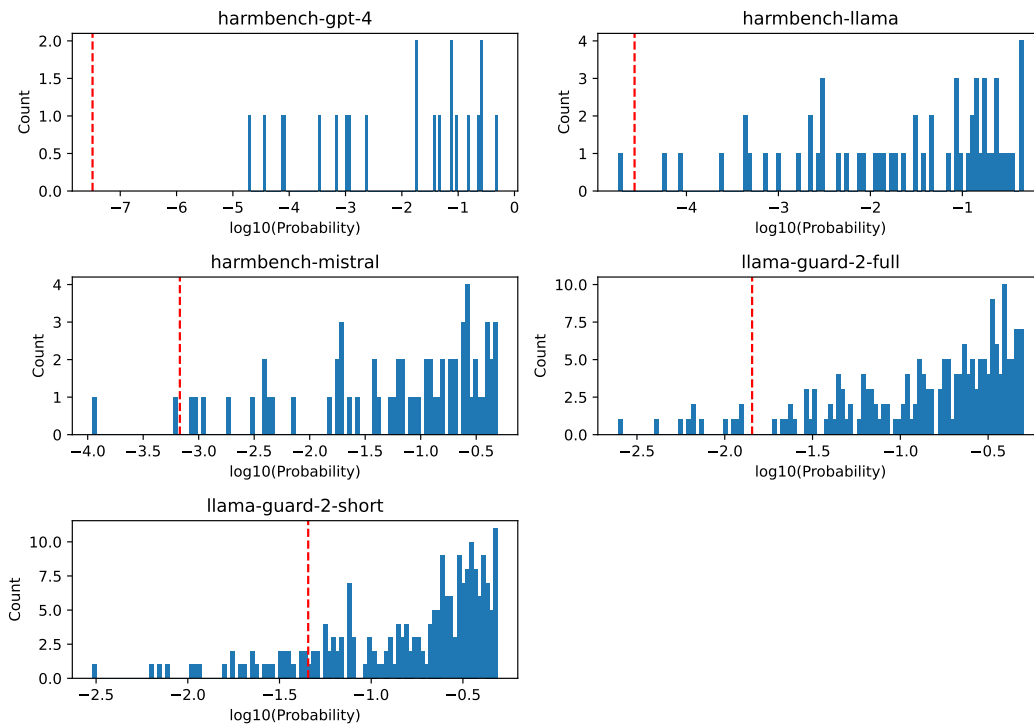 harmbench-gpt-4
2.0
1.5
1.0
0.5
0.0
Count
−7 −6 −5 −4 −3 −2 −1 0
log10(Probability)
harmbench-llama
4
3
2
1
0
Count
−4 −3 −2 −1
log10(Probability)
harmbench-mistral
4
3
2
1
0
Count
−4.0 −3.5 −3.0 −2.5 −2.0 −1.5 −1.0 −0.5
log10(Probability)
llama-guard-2-full
10.0
7.5
5.0
2.5
0.0
Count
−2.5 −2.0 −1.5 −1.0 −0.5
log10(Probability)
llama-guard-2-short
10.0
7.5
5.0
2.5
0.0
Count
−2.5 −2.0 −1.5 −1.0 −0.5
log10(Probability)